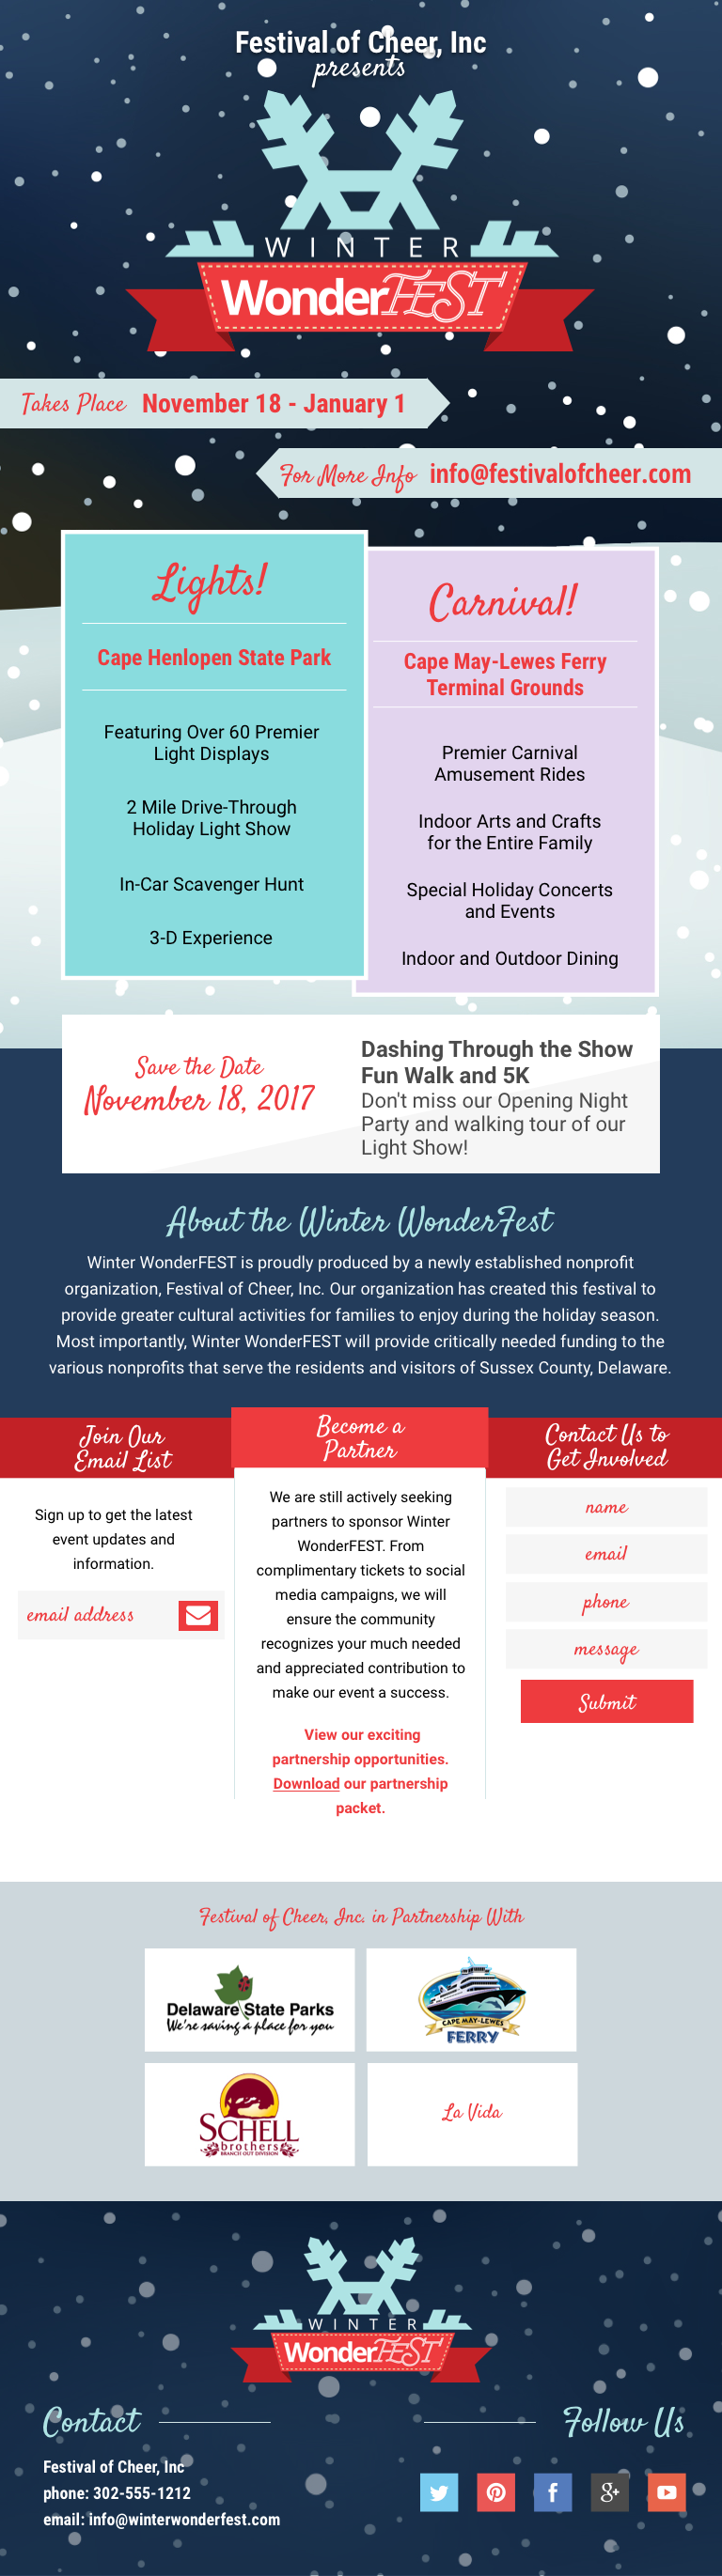 Festival of Cheer, Inc
presents
WINTER
WonderFEST
Takes Place November 18 - January 1
For More Info info@festivalofcheer.com
Lights!
Cape Henlopen State Park
Featuring Over 60 Premier
Light Displays
2 Mile Drive-Through
Holiday Light Show
In-Car Scavenger Hunt
3-D Experience
Carnival!
Cape May-Lewes Ferry
Terminal Grounds
Premier Carnival
Amusement Rides
Indoor Arts and Crafts
for the Entire Family
Special Holiday Concerts
and Events
Indoor and Outdoor Dining
Save the Date
November 18, 2017
Dashing Through the Show
Fun Walk and 5K
Don't miss our Opening Night
Party and walking tour of our
Light Show!
About the Winter WonderFest
Winter WonderFEST is proudly produced by a newly established nonprofit
organization, Festival of Cheer, Inc. Our organization has created this festival to
provide greater cultural activities for families to enjoy during the holiday season.
Most importantly, Winter WonderFEST will provide critically needed funding to the
various nonprofits that serve the residents and visitors of Sussex County, Delaware.
Join Our
Email List
Sign up to get the latest
event updates and
information.
email address
Become a
Partner
We are still actively seeking
partners to sponsor Winter
WonderFEST. From
complimentary tickets to social
media campaigns, we will
ensure the community
recognizes your much needed
and appreciated contribution to
make our event a success.
View our exciting
partnership opportunities.
Download our partnership
packet.
Contact Us to
Get Involved
name
email
phone
message
Submit
Festival of Cheer, Inc. in Partnership With
Delaware State Parks
We're saving a place for you
CAPE MAY-LEWES
FERRY
SCHELL
brothers
BRANCH OUT DIVISION
La Vida
WINTER
WonderFEST
Contact
Festival of Cheer, Inc
phone: 302-555-1212
email: info@winterwonderfest.com
Follow Us
f
g+